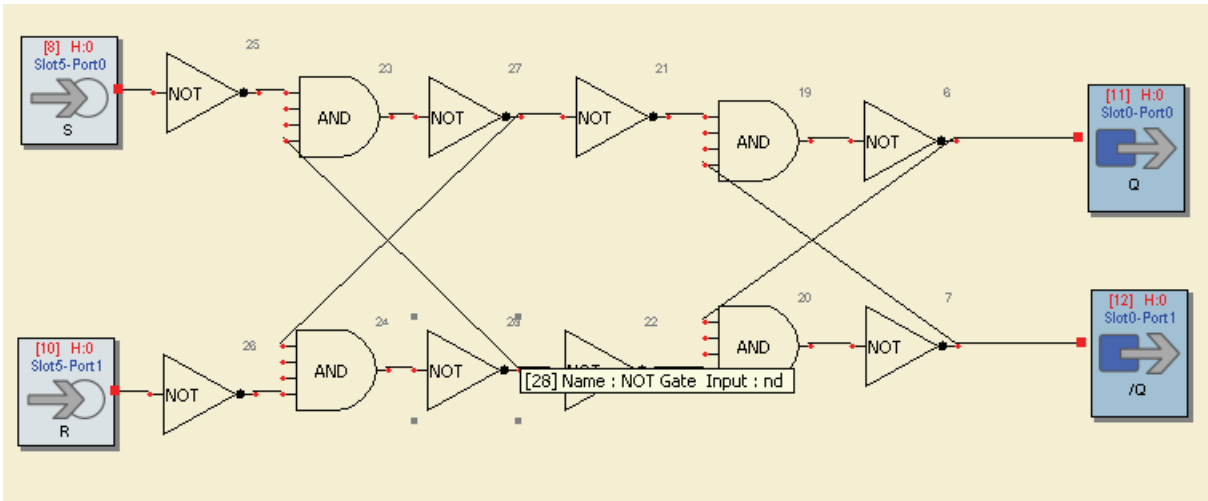 [8] H:0
Slot5-Port0
S
25
NOT
23
AND
27
NOT
21
NOT
19
AND
6
NOT
[11] H:0
Slot0-Port0
Q
[10] H:0
Slot5-Port1
R
26
NOT
24
AND
28
NOT
22
NOT
[28] Name : NOT Gate Input : nd
20
AND
7
NOT
[12] H:0
Slot0-Port1
/Q